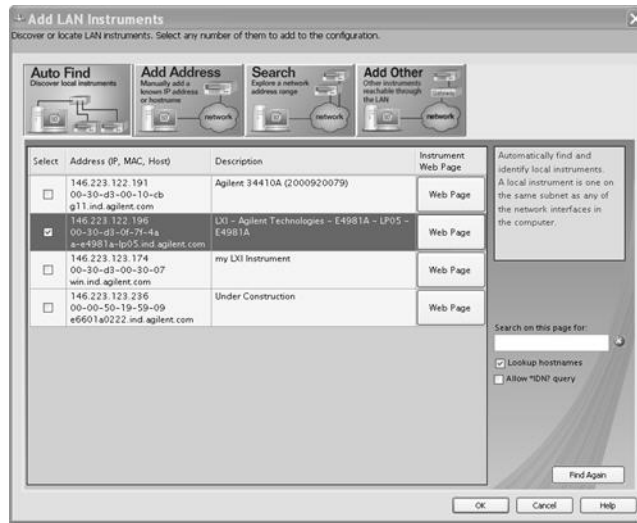 Add LAN Instruments
Discover or locate LAN instruments. Select any number of them to add to the configuration.
Auto Find
Discover local instruments
Add Address
Manually add a
known IP address
or hostname
network
Search
Explore a network
address range
network
Add Other
Other instruments
reachable through
the LAN
Gateway
network
Select
Address (IP, MAC, Host)
Description
Instrument
Web Page
146.223.122.191
00-30-d3-00-10-cb
g11.ind.agilent.com
Agilent 34410A (2000920079)
Web Page
146.223.122.196
00-30-d3-0f-7f-4a
a-e4981a-lp05.ind.agilent.com
LXI - Agilent Technologies - E4981A - LP05 -
E4981A
Web Page
146.223.123.174
00-30-d3-00-30-07
win.ind.agilent.com
my LXI Instrument
Web Page
146.223.123.236
00-00-50-19-59-09
e6601a0222.ind.agilent.com
Under Construction
Web Page
Automatically find and
identify local instruments.
A local instrument is one on
the same subnet as any of
the network interfaces in
the computer.
Search on this page for:
Lookup hostnames
Allow *IDN? query
Find Again
OK
Cancel
Help